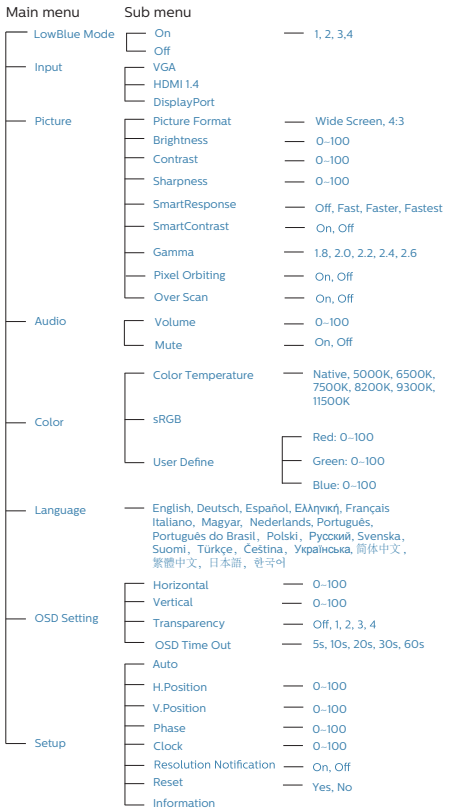 Main menu Sub menu
LowBlue Mode On 1, 2, 3,4
Off
Input VGA
HDMI 1.4
DisplayPort
Picture Picture Format Wide Screen, 4:3
Brightness 0–100
Contrast 0–100
Sharpness 0–100
SmartResponse Off, Fast, Faster, Fastest
SmartContrast On, Off
Gamma 1.8, 2.0, 2.2, 2.4, 2.6
Pixel Orbiting On, Off
Over Scan On, Off
Audio Volume 0–100
Mute On, Off
Color Temperature Native, 5000K, 6500K,
7500K, 8200K, 9300K,
11500K
Color sRGB
Red: 0–100
User Define Green: 0–100
Blue: 0–100
Language English, Deutsch, Español, Ελληνική, Français
Italiano, Magyar, Nederlands, Português,
Português do Brasil, Polski, Русский, Svenska,
Suomi, Türkçe, Čeština, Українська, 简体中文,
繁體中文, 日本語, 한국어
Horizontal 0–100
Vertical 0–100
OSD Setting Transparency Off, 1, 2, 3, 4
OSD Time Out 5s, 10s, 20s, 30s, 60s
Auto
H.Position 0–100
V.Position 0–100
Phase 0–100
Setup Clock 0–100
Resolution Notification On, Off
Reset Yes, No
Information